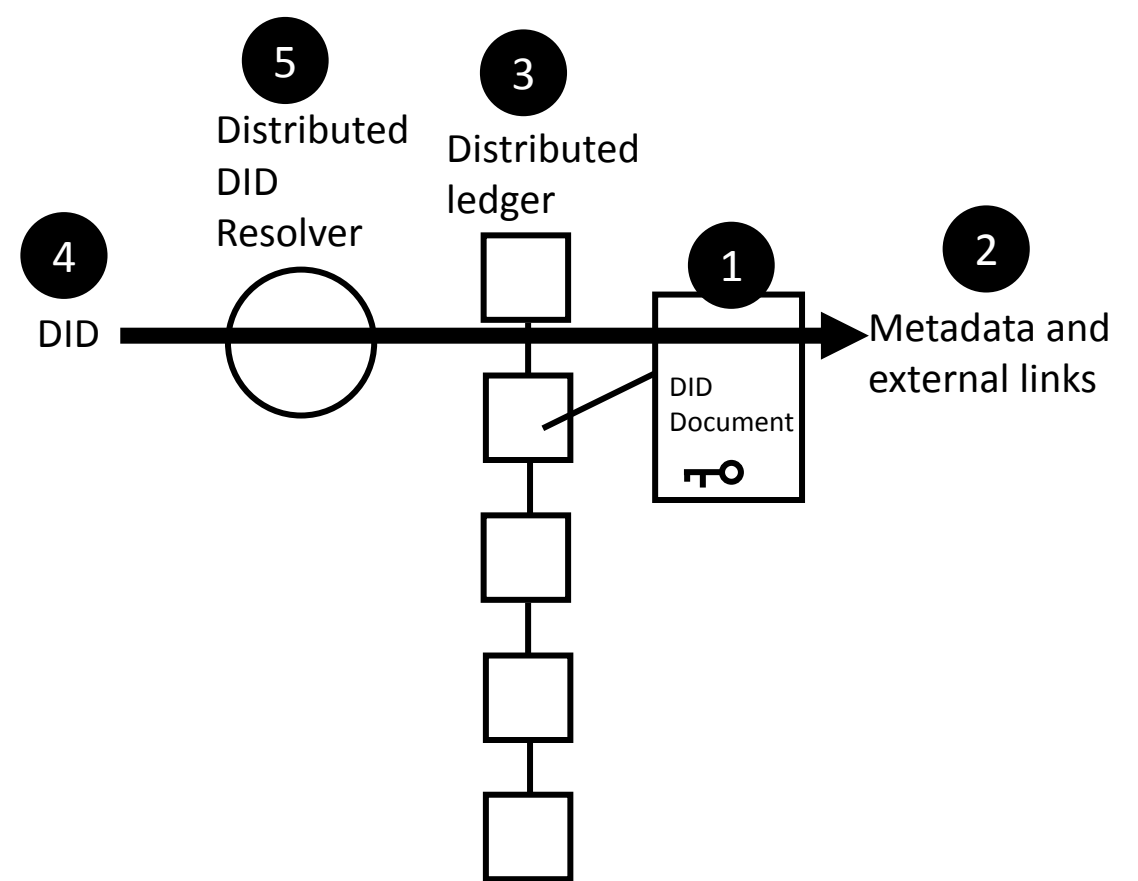 5
Distributed
DID
Resolver
3
Distributed
ledger
4
DID
1
DID
Document
2
Metadata and
external links